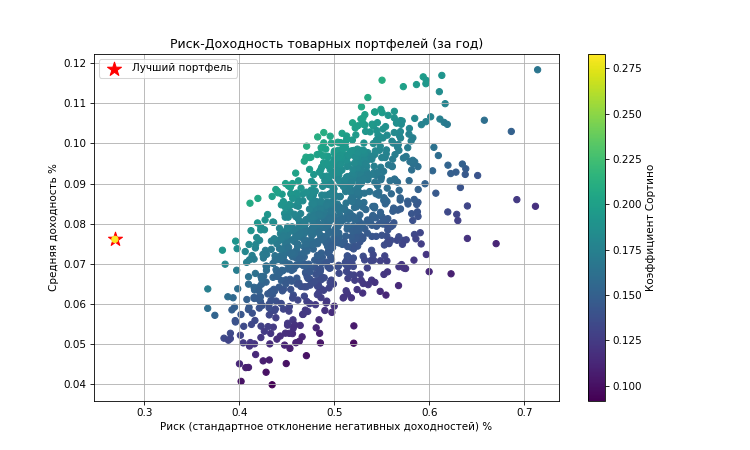 Риск-Доходность товарных портфелей (за год)
Лучший портфель
Средняя доходность %
0.12
0.11
0.10
0.09
0.08
0.07
0.06
0.05
0.04
0.3 0.4 0.5 0.6 0.7
Риск (стандартное отклонение негативных доходностей) %
0.275
0.250
0.225
0.200
0.175
0.150
0.125
0.100
Коэффициент Сортино